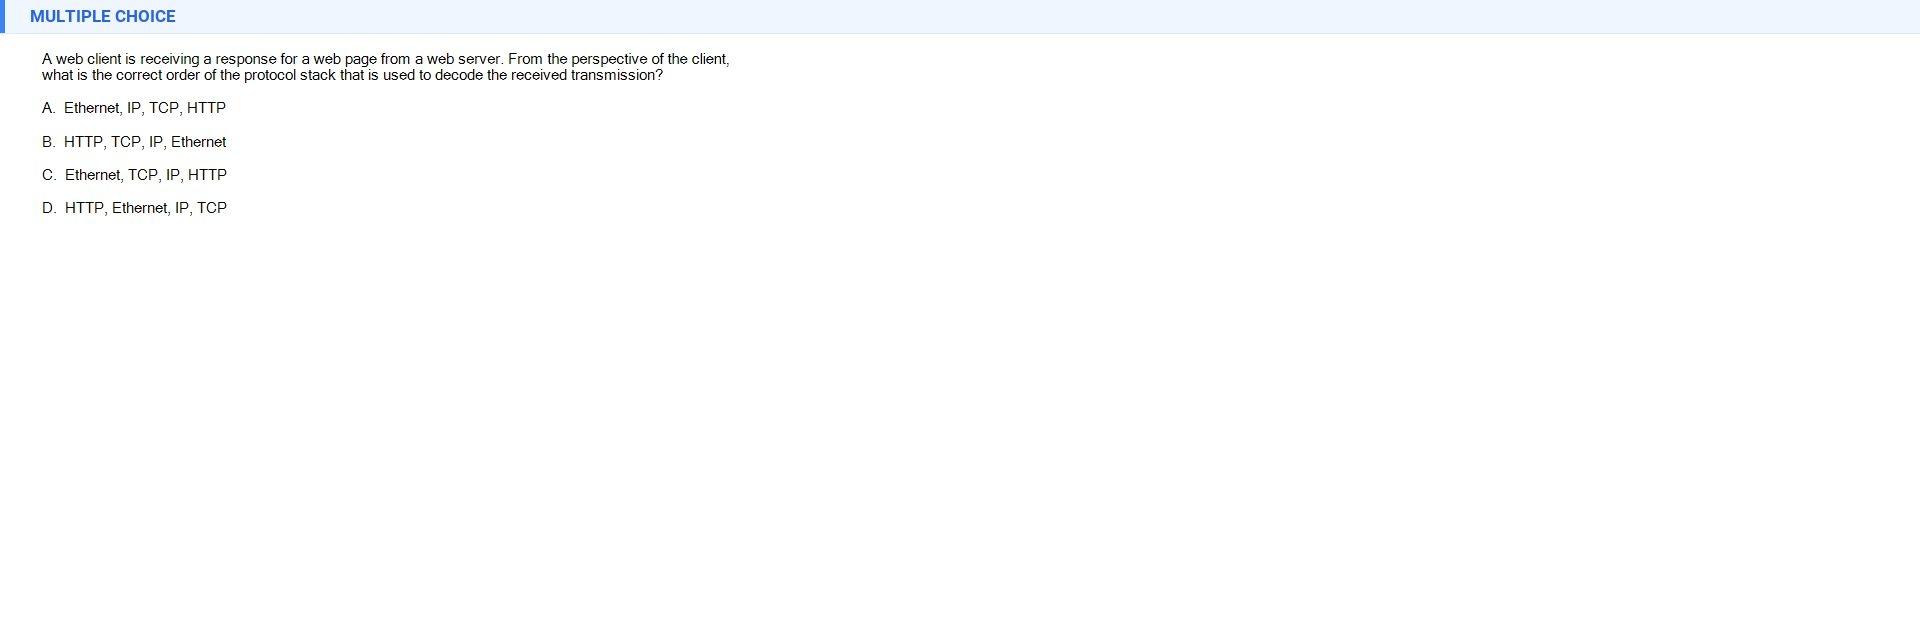 MULTIPLE CHOICE
A web client is receiving a response for a web page from a web server. From the perspective of the client,
what is the correct order of the protocol stack that is used to decode the received transmission?
A. Ethernet, IP, TCP, HTTP
B. HTTP, TCP, IP, Ethernet
C. Ethernet, TCP, IP, HTTP
D. HTTP, Ethernet, IP, TCP